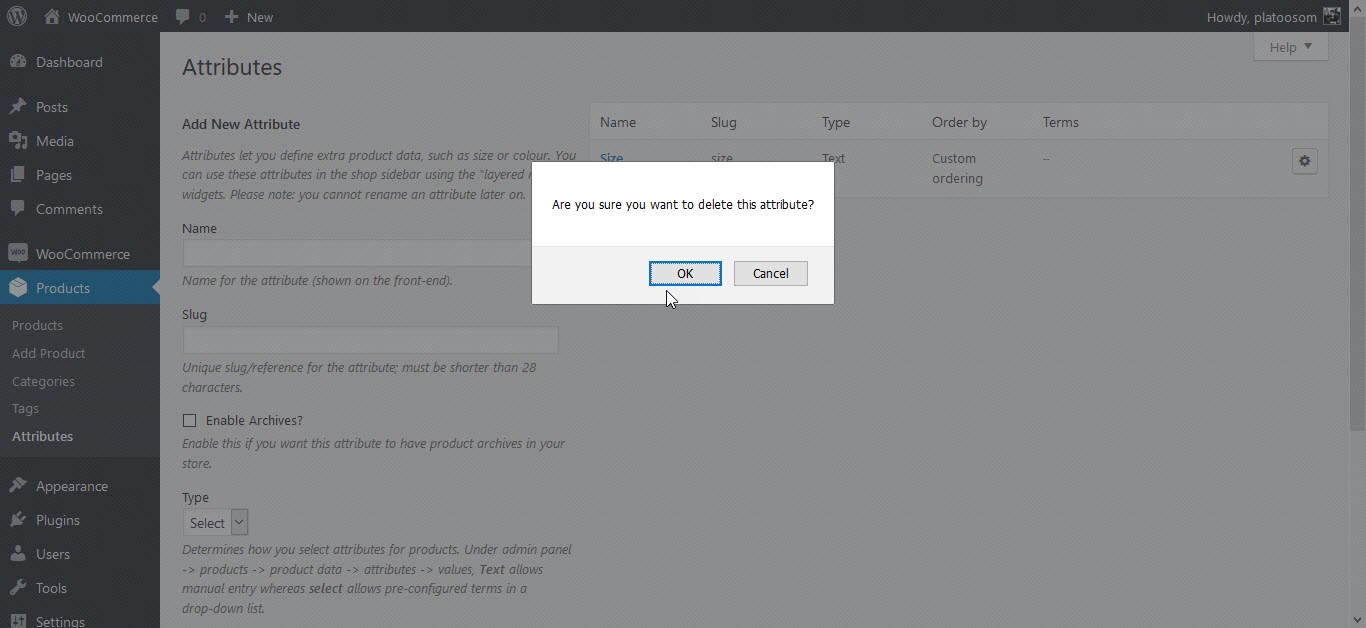 WooCommerce 0 New Howdy, platoosom
Help
Dashboard
Posts
Media
Pages
Comments
WooCommerce
Products
Products
Add Product
Categories
Tags
Attributes
Appearance
Plugins
Users
Tools
Settings
Attributes
Add New Attribute
Attributes let you define extra product data, such as size or colour. You
can use these attributes in the shop sidebar using the "layered
widgets. Please note: you cannot rename an attribute later on.
Name
Name for the attribute (shown on the front-end).
Slug
Unique slug/reference for the attribute; must be shorter than 28
characters.
Enable Archives?
Enable this if you want this attribute to have product archives in your
store.
Type
Select
Determines how you select attributes for products. Under admin panel
-> products -> product data -> attributes -> values, Text allows
manual entry whereas select allows pre-configured terms in a
drop-down list.
Name Slug Type Order by Terms
Size size Text Custom –
ordering
Are you sure you want to delete this attribute?
OK Cancel